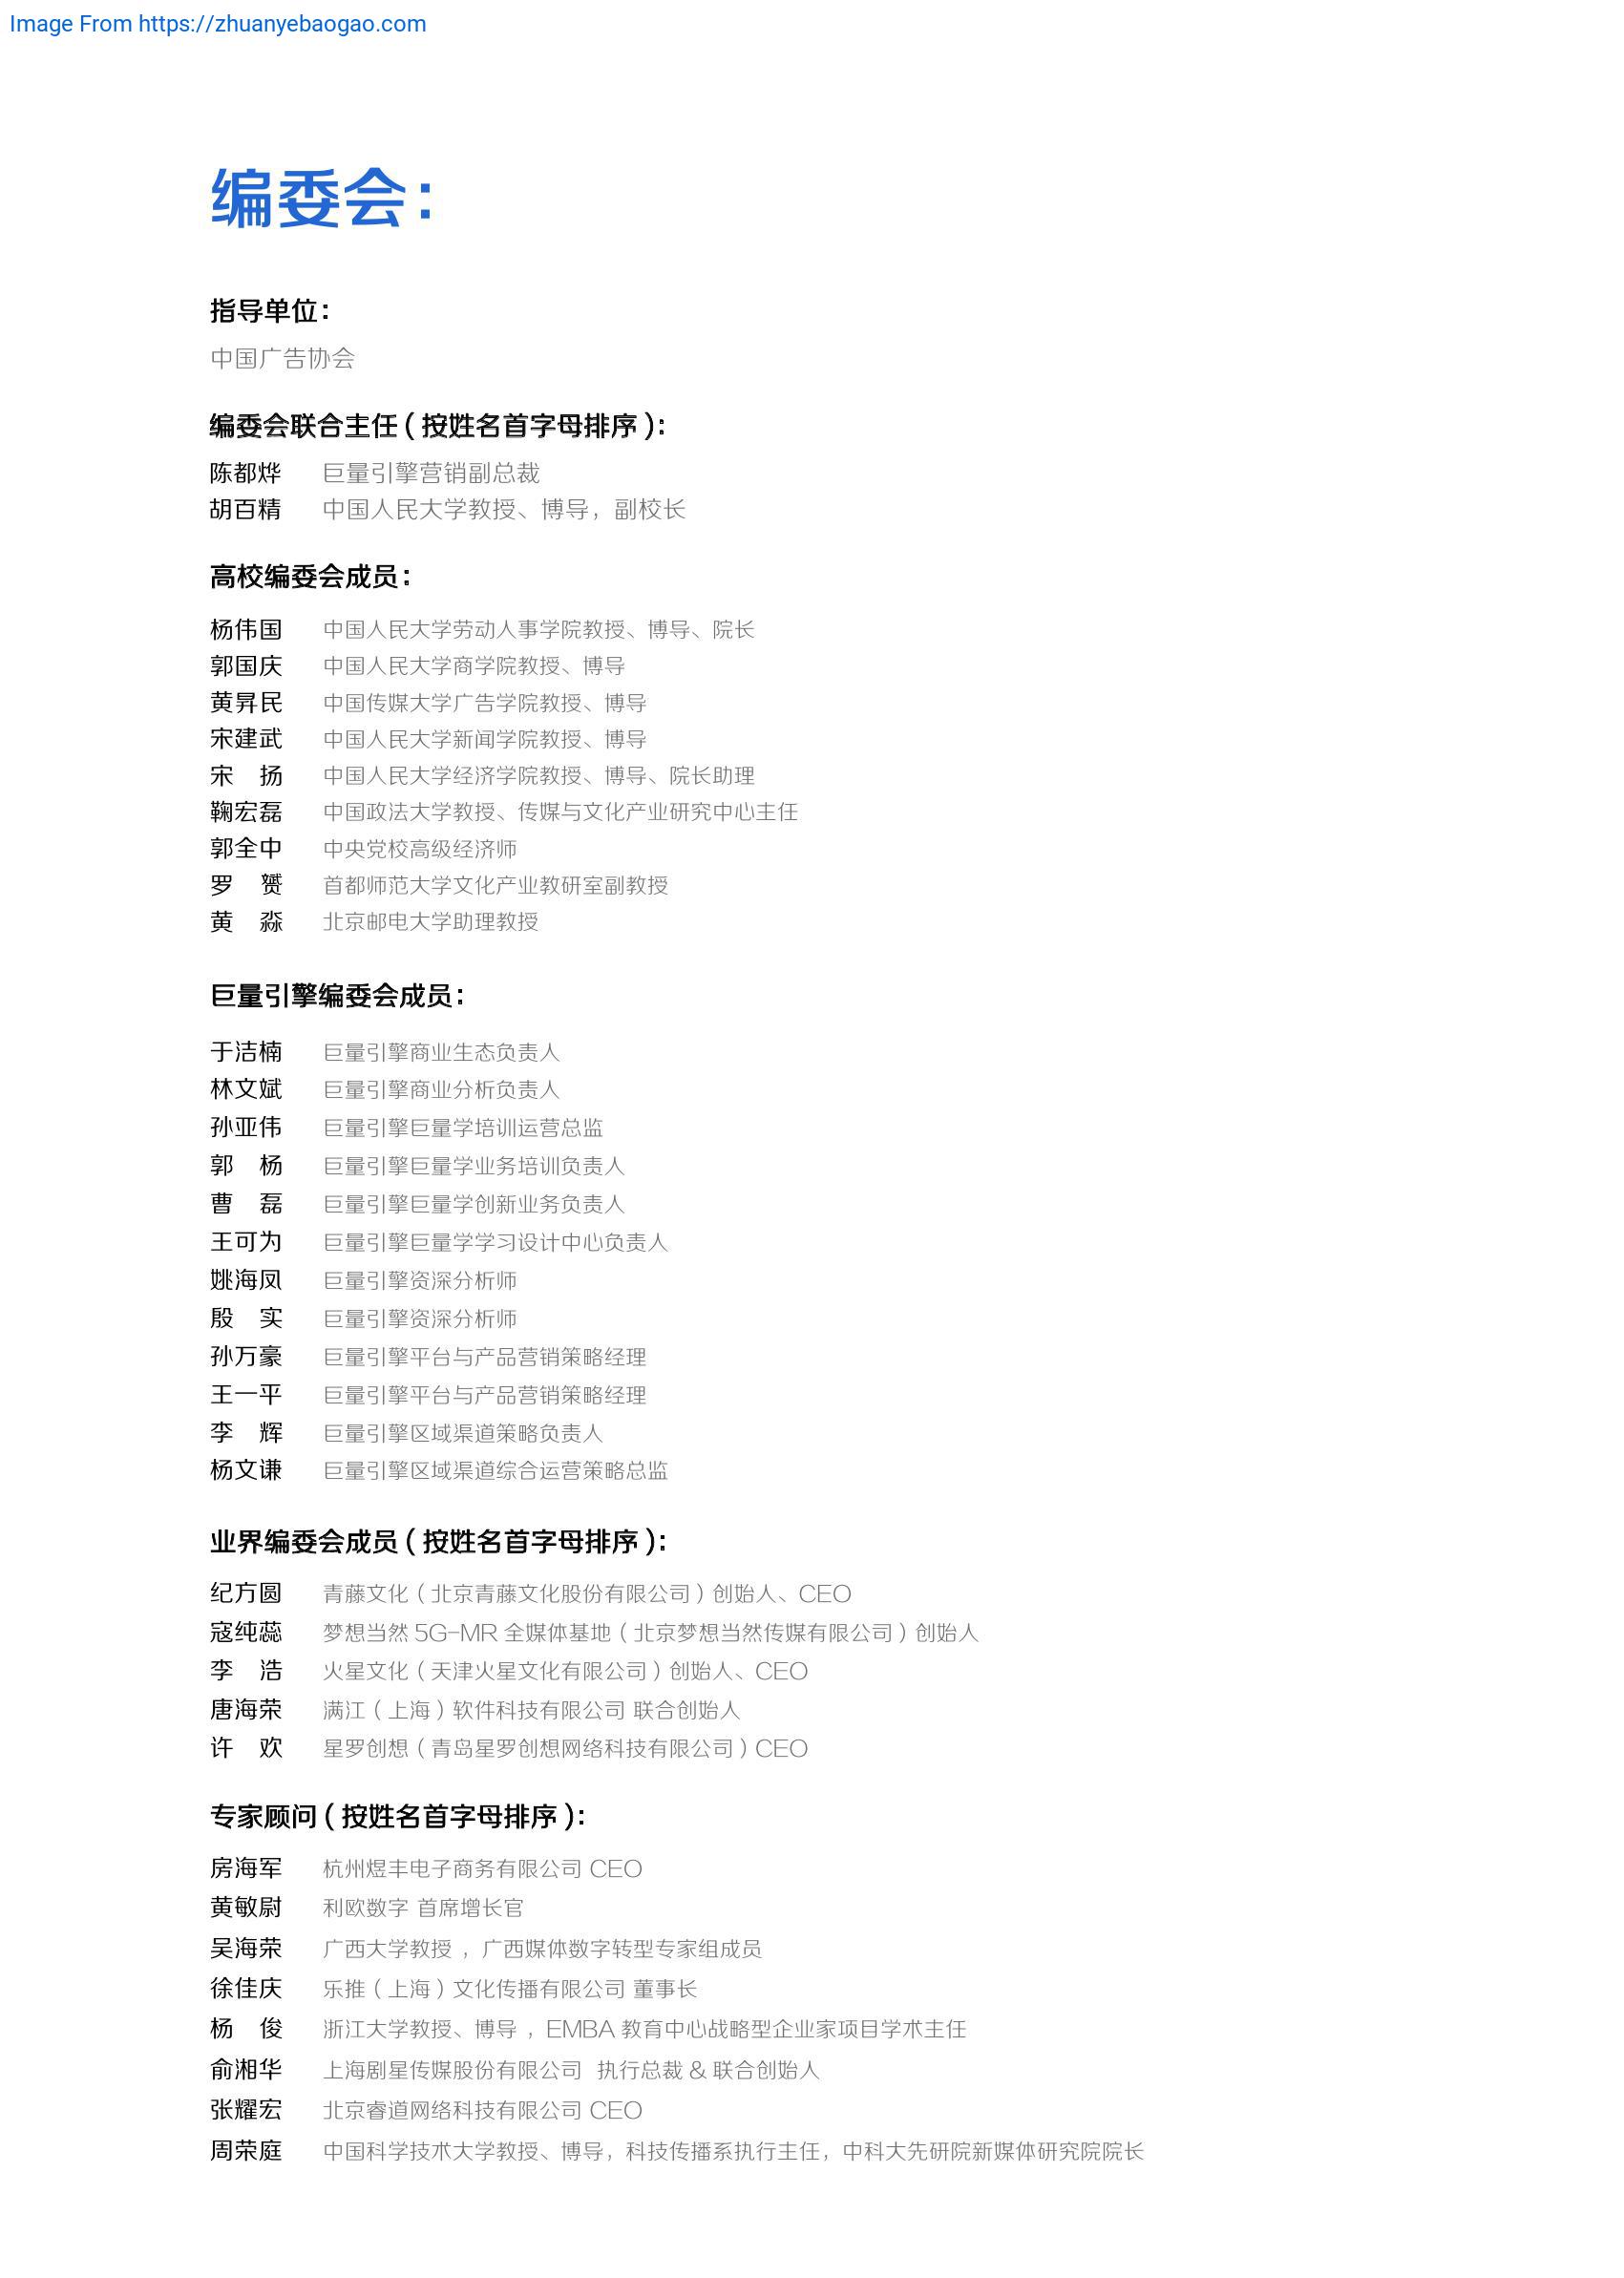 Image From https://zhuanyebaogao.com
编委会：
指导单位：
中国广告协会
编委会联合主任（按姓名首字母排序）：
陈都烨 巨量引擎营销副总裁
胡百精 中国人民大学教授、博导，副校长
高校编委会成员：
杨伟国 中国人民大学劳动人事学院教授、博导、院长
郭国庆 中国人民大学商学院教授、博导
黄昇民 中国传媒大学广告学院教授、博导
宋建武 中国人民大学新闻学院教授、博导
宋　扬 中国人民大学经济学院教授、博导、院长助理
鞠宏磊 中国政法大学教授、传媒与文化产业研究中心主任
郭全中 中央党校高级经济师
罗　赟 首都师范大学文化产业教研室副教授
黄　淼 北京邮电大学助理教授
巨量引擎编委会成员：
于洁楠 巨量引擎商业生态负责人
林文斌 巨量引擎商业分析负责人
孙亚伟 巨量引擎巨量学培训运营总监
郭　杨 巨量引擎巨量学业务培训负责人
曹　磊 巨量引擎巨量学创新业务负责人
王可为 巨量引擎巨量学学习设计中心负责人
姚海凤 巨量引擎资深分析师
殷　实 巨量引擎资深分析师
孙万豪 巨量引擎平台与产品营销策略经理
王一平 巨量引擎平台与产品营销策略经理
李　辉 巨量引擎区域渠道策略负责人
杨文谦 巨量引擎区域渠道综合运营策略总监
业界编委会成员（按姓名首字母排序）：
纪方圆 青藤文化（北京青藤文化股份有限公司）创始人、CEO
寇纯蕊 梦想当然 5G-MR 全媒体基地（北京梦想当然传媒有限公司）创始人
李　浩 火星文化（天津火星文化有限公司）创始人、CEO
唐海荣 满江（上海）软件科技有限公司 联合创始人
许　欢 星罗创想（青岛星罗创想网络科技有限公司）CEO
专家顾问（按姓名首字母排序）：
房海军 杭州煜丰电子商务有限公司 CEO
黄敏尉 利欧数字 首席增长官
吴海荣 广西大学教授 ，广西媒体数字转型专家组成员
徐佳庆 乐推（上海）文化传播有限公司 董事长
杨　俊 浙江大学教授、博导 ，EMBA 教育中心战略型企业家项目学术主任
俞湘华 上海剧星传媒股份有限公司 执行总裁 & 联合创始人
张耀宏 北京睿道网络科技有限公司 CEO
周荣庭 中国科学技术大学教授、博导，科技传播系执行主任，中科大先研院新媒体研究院院长